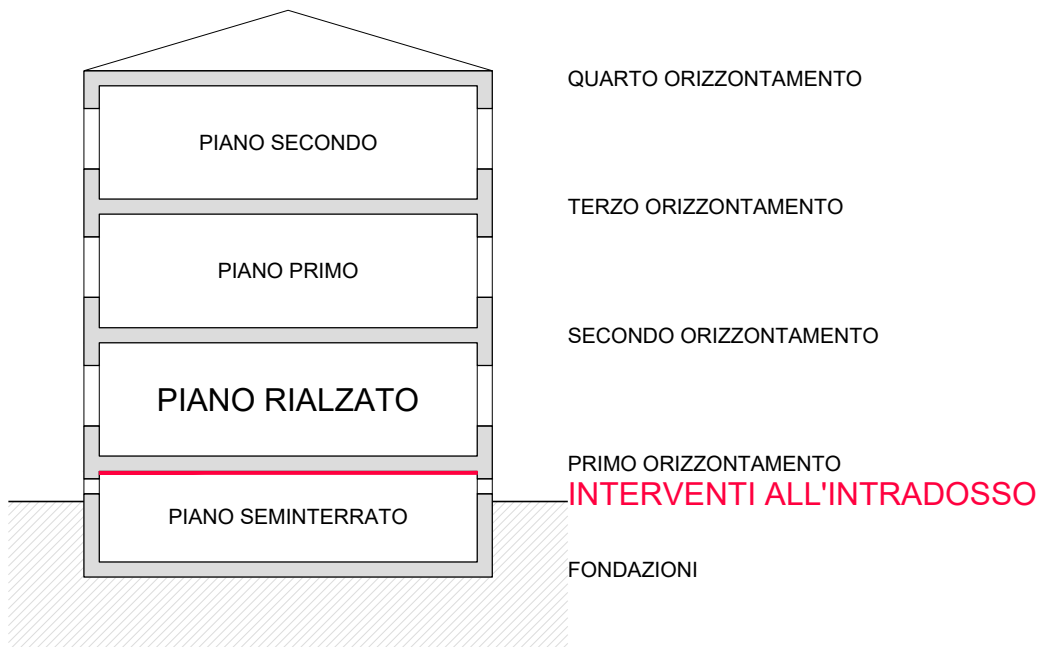 QUARTO ORIZZONTAMENTO
PIANO SECONDO
TERZO ORIZZONTAMENTO
PIANO PRIMO
SECONDO ORIZZONTAMENTO
PIANO RIALZATO
PRIMO ORIZZONTAMENTO
INTERVENTI ALL'INTRADOSSO
PIANO SEMINTERRATO
FONDAZIONI